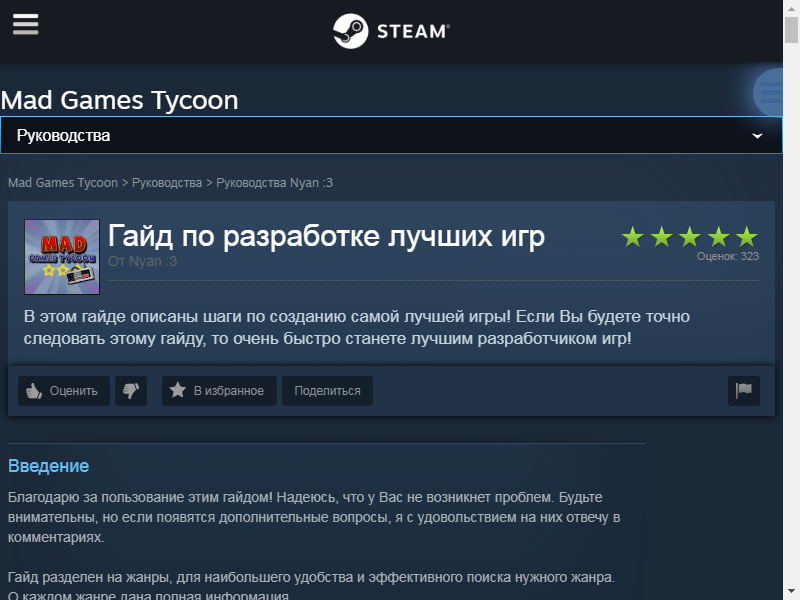 STEAM
Mad Games Tycoon
Руководства
Mad Games Tycoon > Руководства > Руководства Nyan :3
MAD
GAMES TYCOON
Гайд по разработке лучших игр
От Nyan :3
Оценок: 323
В этом гайде описаны шаги по созданию самой лучшей игры! Если Вы будете точно
следовать этому гайду, то очень быстро станете лучшим разработчиком игр!
Оценить
В избранное
Поделиться
Введение
Благодарю за пользование этим гайдом! Надеюсь, что у Вас не возникнет проблем. Будьте
внимательны, но если появятся дополнительные вопросы, я с удовольствием на них отвечу в
комментариях.
Гайд разделен на жанры, для наибольшего удобства и эффективного поиска нужного жанра.
О каждом жанре дана полная информация.